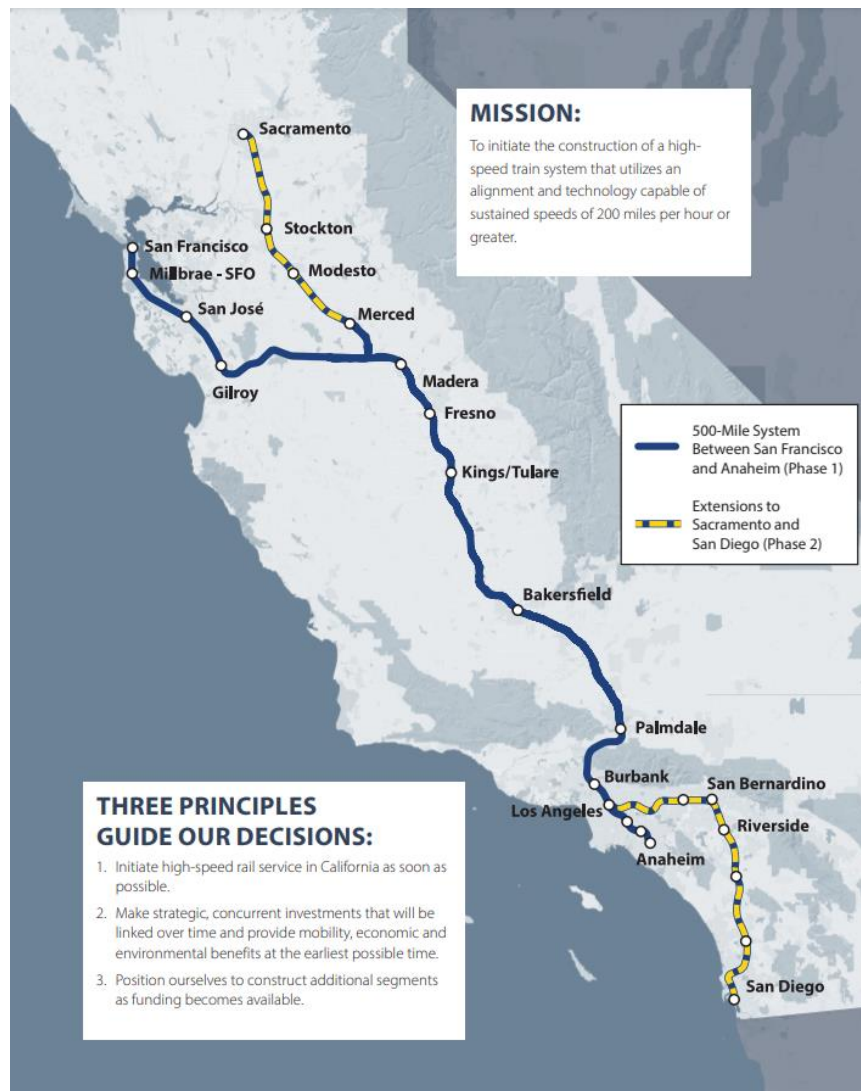 MISSION:
To initiate the construction of a high-
speed train system that utilizes an
alignment and technology capable of
sustained speeds of 200 miles per hour or
greater.
Sacramento
Stockton
San Francisco
Modesto
Millbrae - SFO
San José
Merced
Gilroy
Madera
Fresno
Kings/Tulare
500-Mile System
Between San Francisco
and Anaheim (Phase 1)
Extensions to
Sacramento and
San Diego (Phase 2)
Bakersfield
Palmdale
Burbank
San Bernardino
Los Angeles
Riverside
Anaheim
San Diego
THREE PRINCIPLES
GUIDE OUR DECISIONS:
1. Initiate high-speed rail service in California as soon as
possible.
2. Make strategic, concurrent investments that will be
linked over time and provide mobility, economic and
environmental benefits at the earliest possible time.
3. Position ourselves to construct additional segments
as funding becomes available.